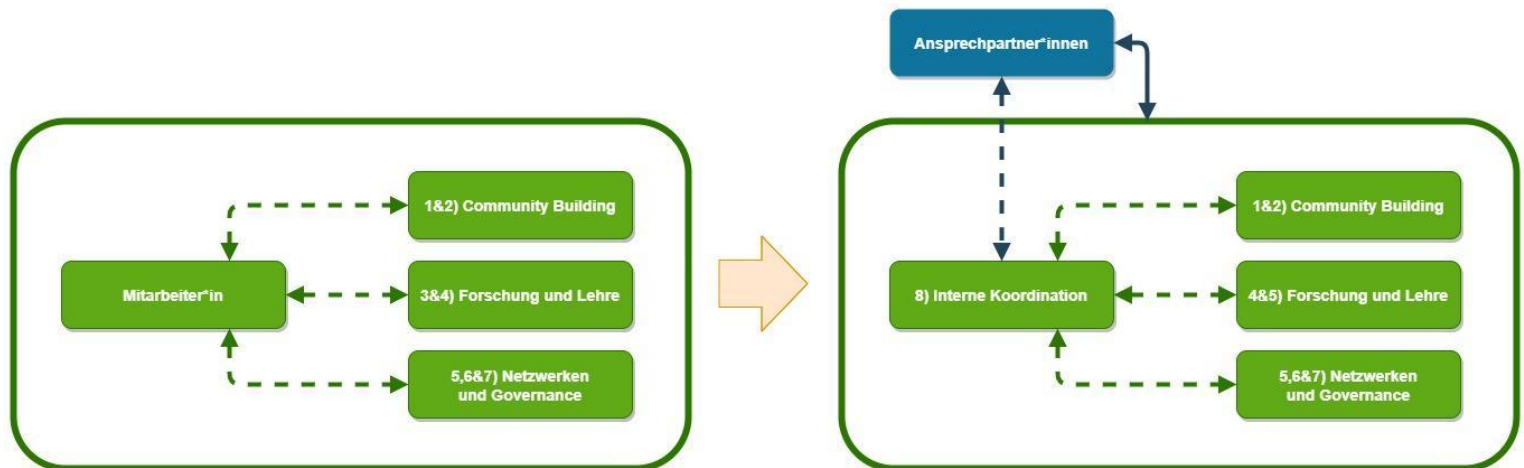 Ansprechpartner*innen
1&2) Community Building
Mitarbeiter*in
3&4) Forschung und Lehre
5,6&7) Netzwerken
und Governance
1&2) Community Building
8) Interne Koordination
4&5) Forschung und Lehre
5,6&7) Netzwerken
und Governance